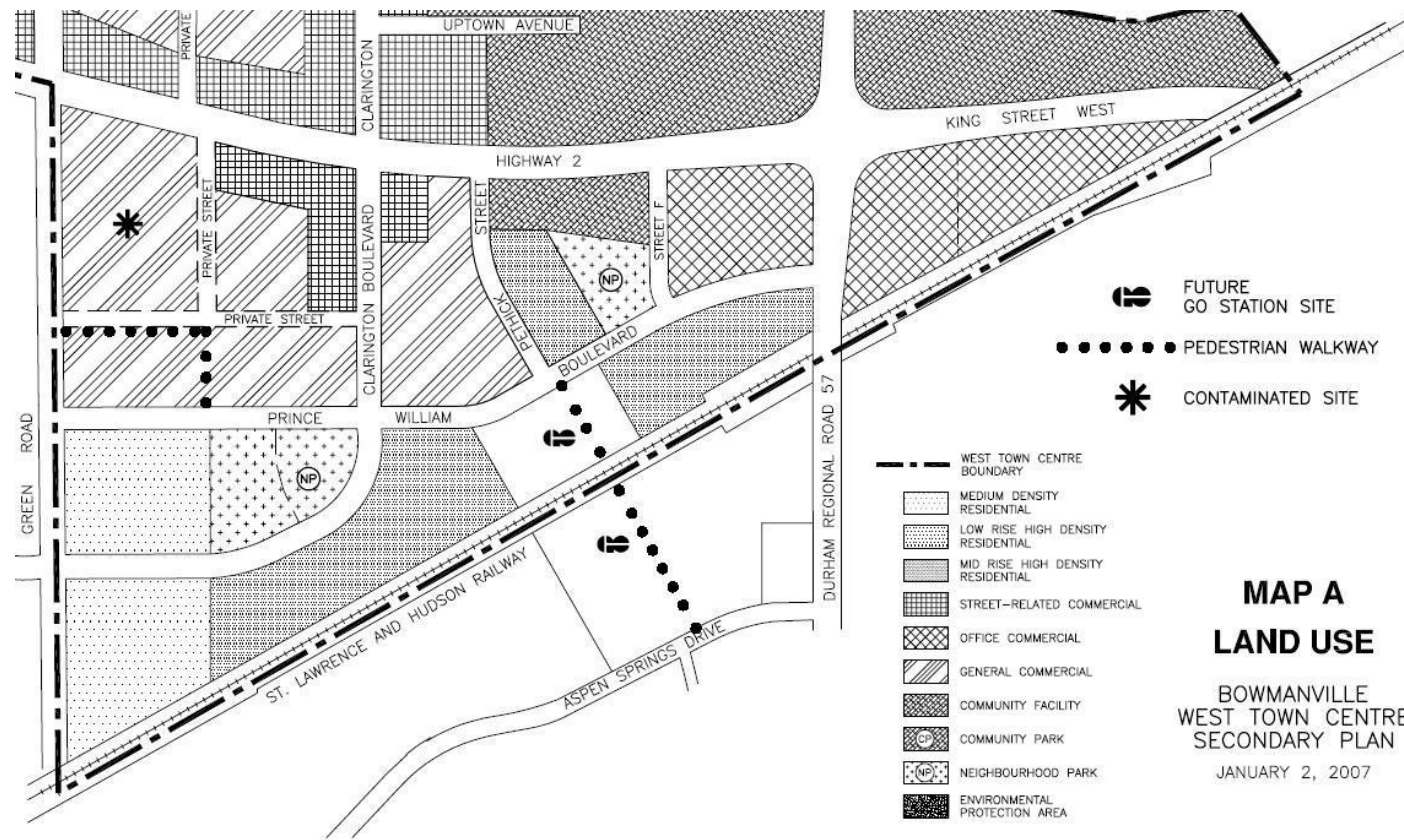 UPTOWN AVENUE
PRIVATE
CLARINGTON
KING STREET WEST
HIGHWAY 2
PRIVATE STREET
PRIVATE STREET
CLARINGTON BOULEVARD
STREET
PETHICK
STREET F
NP
BOULEVARD
PRIVATE STREET
PRINCE
WILLIAM
GREEN ROAD
NP
DURHAM REGIONAL ROAD 57
ST. LAWRENCE AND HUDSON RAILWAY
ASPEN SPRINGS DRIVE
FUTURE
GO STATION SITE
PEDESTRIAN WALKWAY
CONTAMINATED SITE
WEST TOWN CENTRE
BOUNDARY
MEDIUM DENSITY
RESIDENTIAL
LOW RISE HIGH DENSITY
RESIDENTIAL
MID RISE HIGH DENSITY
RESIDENTIAL
STREET-RELATED COMMERCIAL
OFFICE COMMERCIAL
GENERAL COMMERCIAL
COMMUNITY FACILITY
CP
COMMUNITY PARK
NP
NEIGHBOURHOOD PARK
ENVIRONMENTAL
PROTECTION AREA
MAP A
LAND USE
BOWMANVILLE
WEST TOWN CENTRE
SECONDARY PLAN
JANUARY 2, 2007